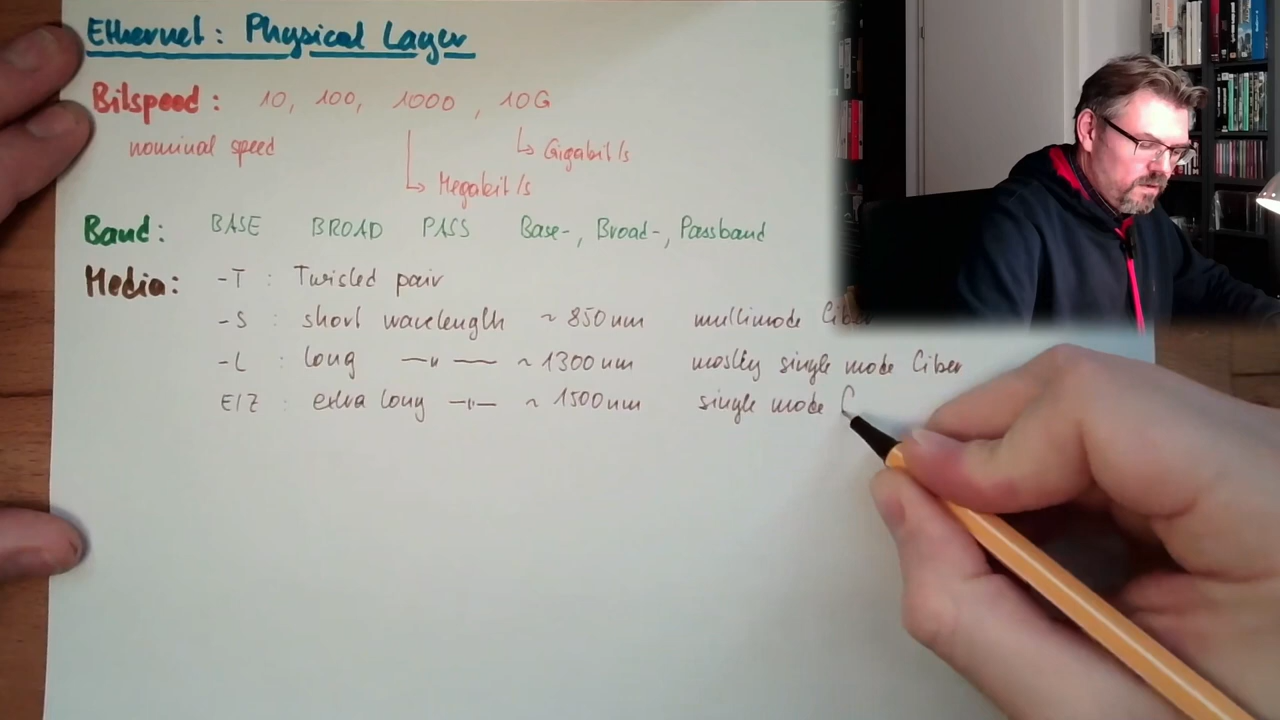 Ethernet: Physical Layer
Bitspeed: 10, 100, 1000, 10G
nominal speed
Gigabit/s
Megabit/s
Band: BASE BROAD PASS Base-, Broad-, Passband
Media: -T : Twisted pair
-S : short wavelength ~ 850nm multimode fiber
-L : long —"— ~ 1300nm mostly single mode fiber
E/Z : extra long —"— ~ 1500nm single mode